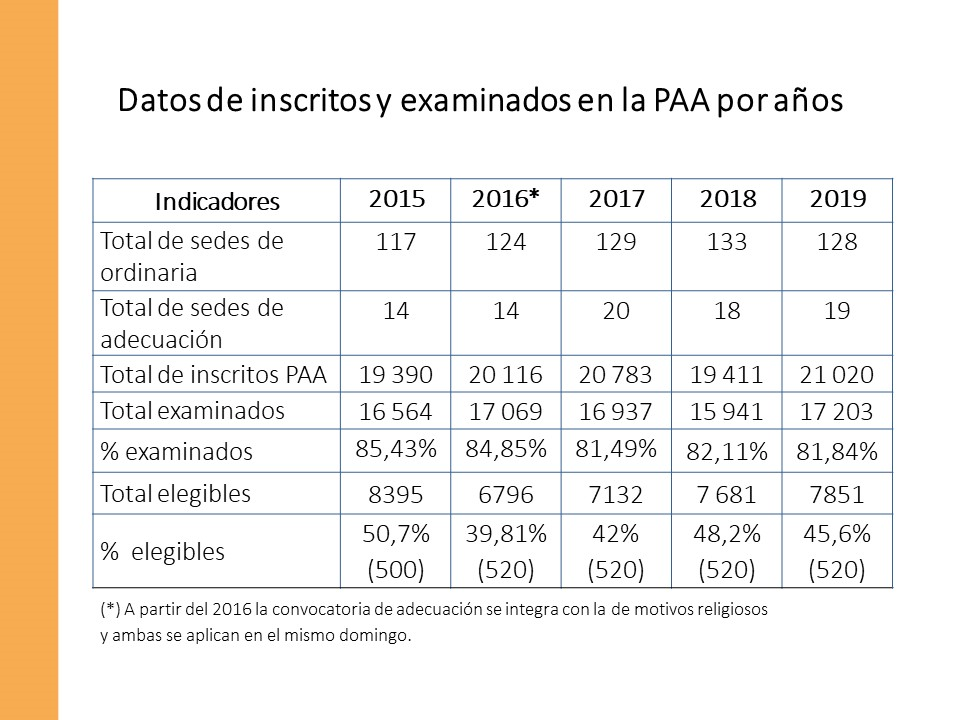 Datos de inscritos y examinados en la PAA por años
Indicadores 2015 2016* 2017 2018 2019
Total de sedes de
ordinaria 117 124 129 133 128
Total de sedes de
adecuación 14 14 20 18 19
Total de inscritos PAA 19 390 20 116 20 783 19 411 21 020
Total examinados 16 564 17 069 16 937 15 941 17 203
% examinados 85,43% 84,85% 81,49% 82,11% 81,84%
Total elegibles 8395 6796 7132 7 681 7851
% elegibles 50,7% 39,81% 42% 48,2% 45,6%
(500) (520) (520) (520) (520)
(*) A partir del 2016 la convocatoria de adecuación se integra con la de motivos religiosos
y ambas se aplican en el mismo domingo.